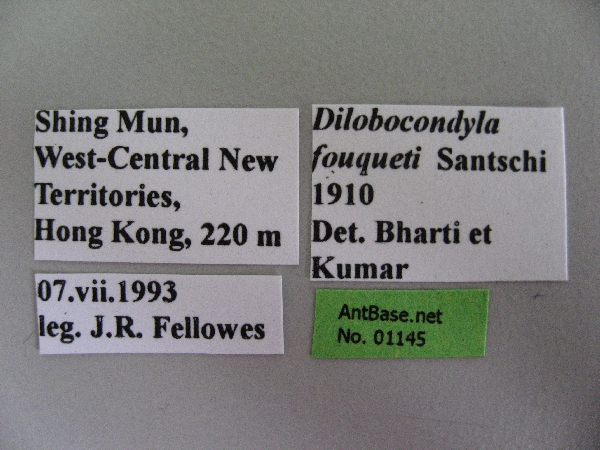 Shing Mun,
West-Central New
Territories,
Hong Kong, 220 m
07.vii.1993
leg. J.R. Fellowes
Dilobocondyla
fouqueti Santschi
1910
Det. Bharti et
Kumar
AntBase.net
No. 01145